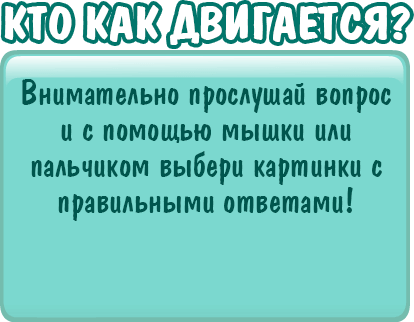 КТО КАК ДВИГАЕТСЯ?
Внимательно прослушай вопрос
и с помощью мышки или
пальчиком выбери картинки с
правильными ответами!